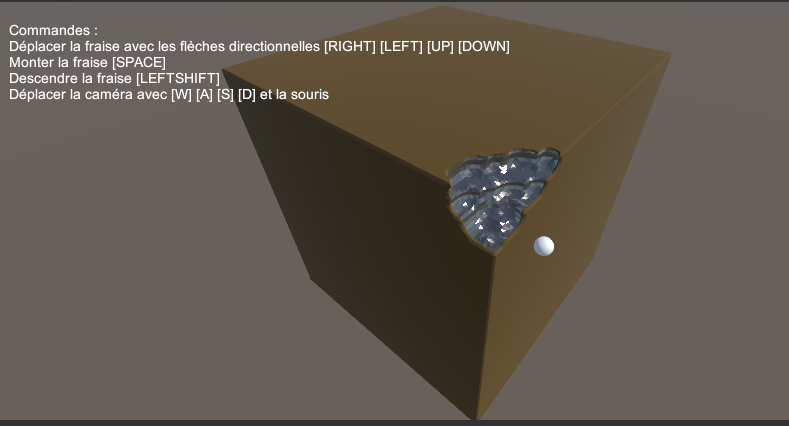 Commandes :
Déplacer la fraise avec les flèches directionnelles [RIGHT] [LEFT] [UP] [DOWN]
Monter la fraise [SPACE]
Descendre la fraise [LEFTSHIFT]
Déplacer la caméra avec [W] [A] [S] [D] et la souris